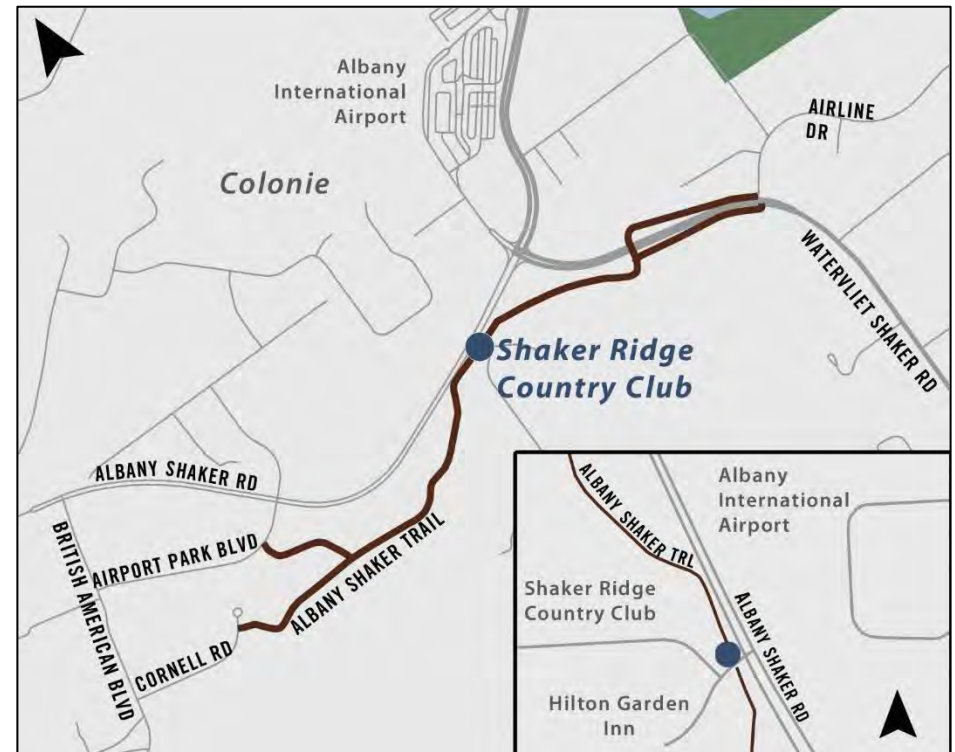 Albany
International
Airport
AIRLINE
DR
Colonie
WATERVLIET SHAKER RD
Shaker Ridge
Country Club
ALBANY SHAKER RD
AIRPORT PARK BLVD
BRITISH AMERICAN BLVD
CORNELL RD
ALBANY SHAKER TRAIL
ALBANY SHAKER TRL
Albany
International
Airport
Shaker Ridge
Country Club
ALBANY SHAKER RD
Hilton Garden
Inn